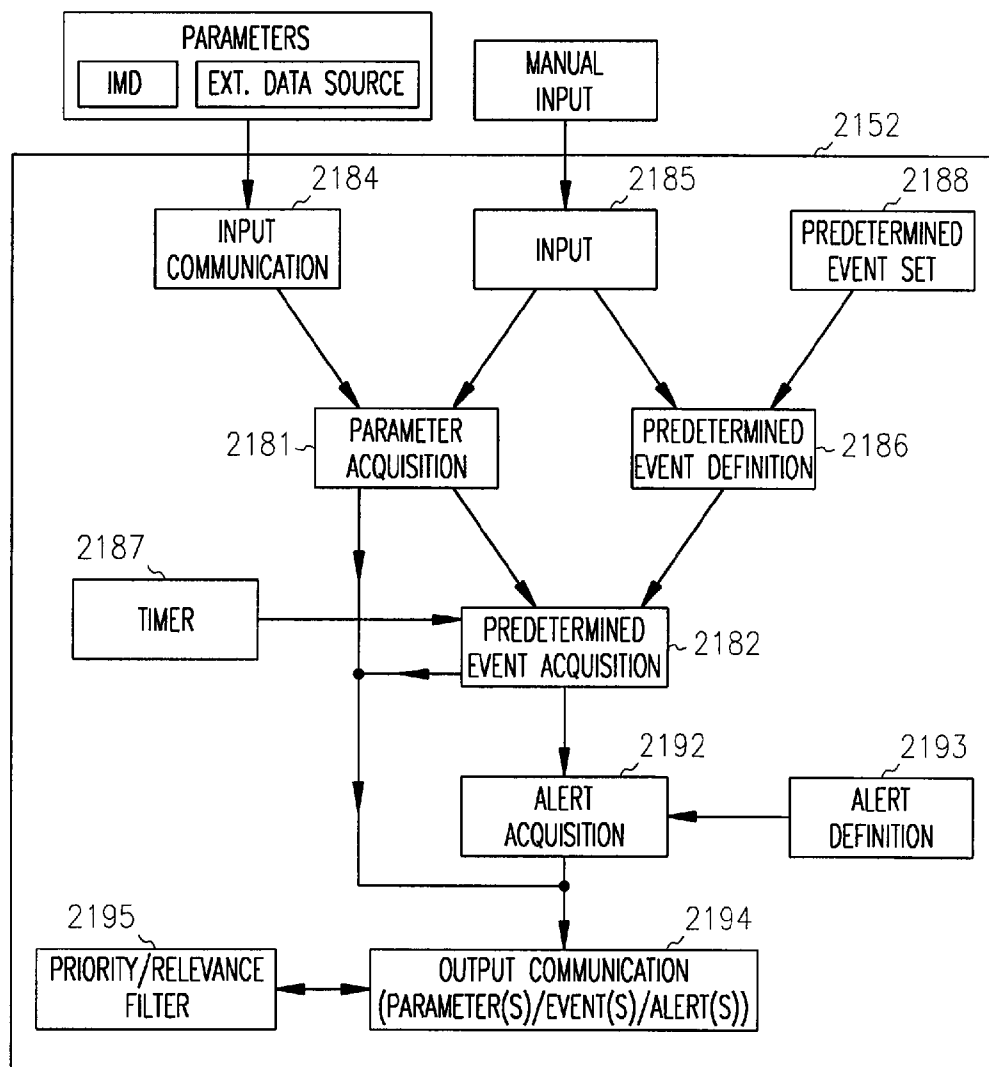 PARAMETERS
IMD
EXT. DATA SOURCE
MANUAL
INPUT
2152
2184
2185
2188
INPUT
COMMUNICATION
INPUT
PREDETERMINED
EVENT SET
2181
PARAMETER
ACQUISITION
PREDETERMINED
EVENT DEFINITION
2186
2187
TIMER
PREDETERMINED
EVENT ACQUISITION
2182
2192
2193
ALERT
ACQUISITION
ALERT
DEFINITION
2195
2194
PRIORITY/RELEVANCE
FILTER
OUTPUT COMMUNICATION
(PARAMETER(S)/EVENT(S)/ALERT(S))